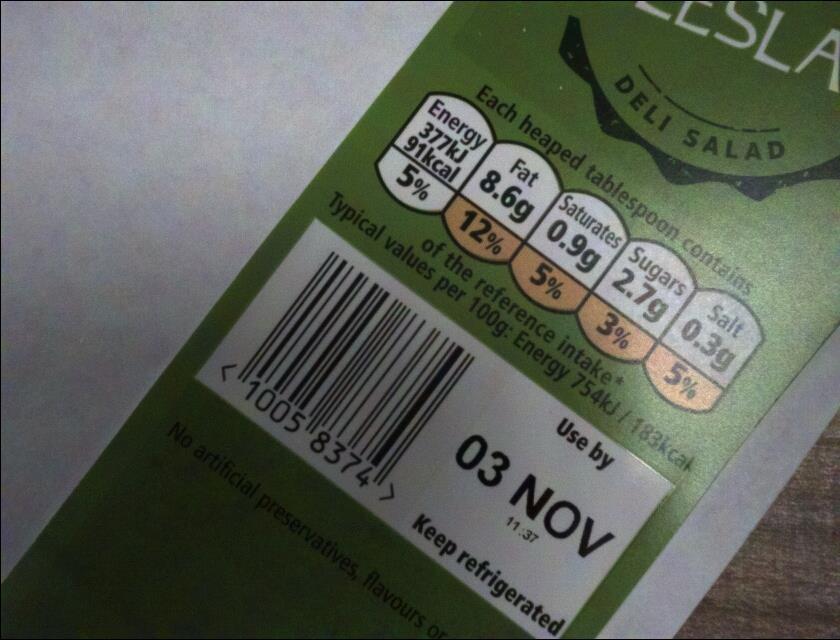 EESLA
DELI SALAD
Each heaped tablespoon contains
Energy
377kJ
91kcal
5%
Fat
8.6g
12%
Saturates
0.9g
5%
Sugars
2.7g
3%
Salt
0.3g
5%
of the reference intake*
Typical values per 100g: Energy 754kJ / 183kcal
< 1005 8374 >
Use by
03 NOV
11:37
Keep refrigerated
No artificial preservatives, flavours or